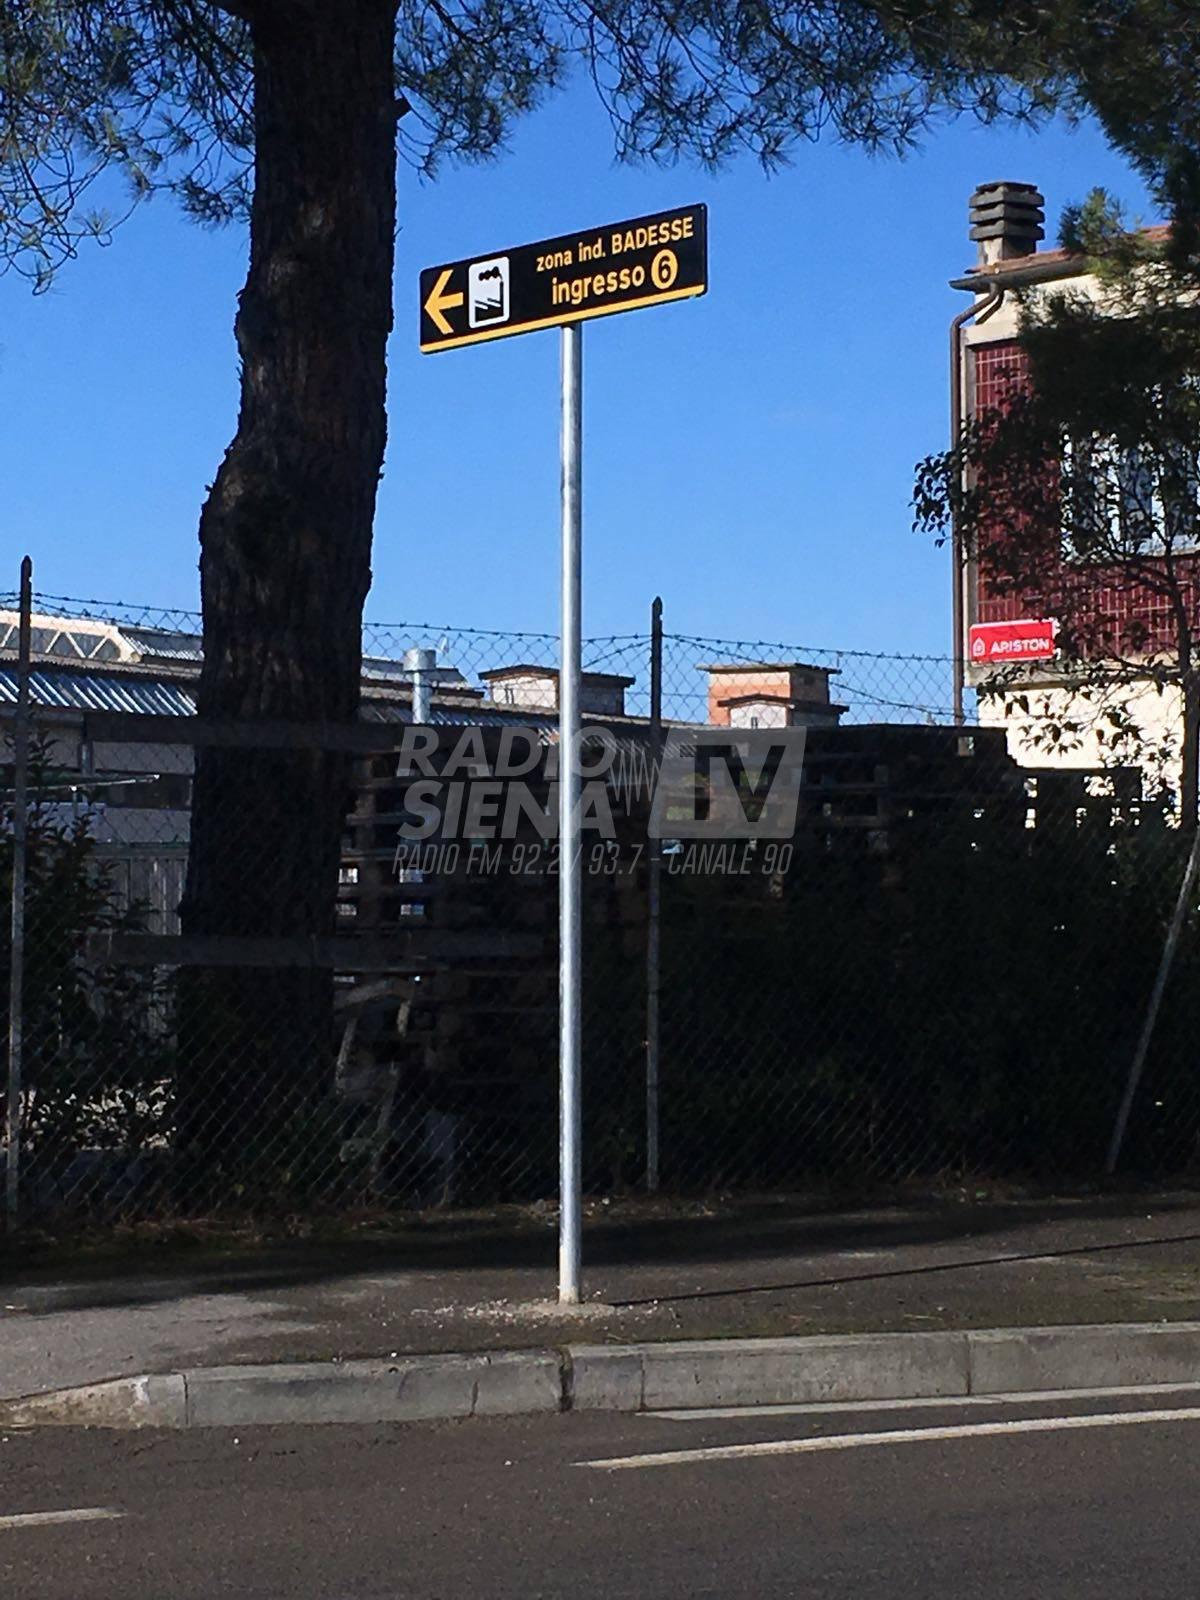 zona ind. BADESSE
ingresso 6
ARISTON
RADIO
SIENA TV
RADIO FM 92.2 / 93.7 - CANALE 90